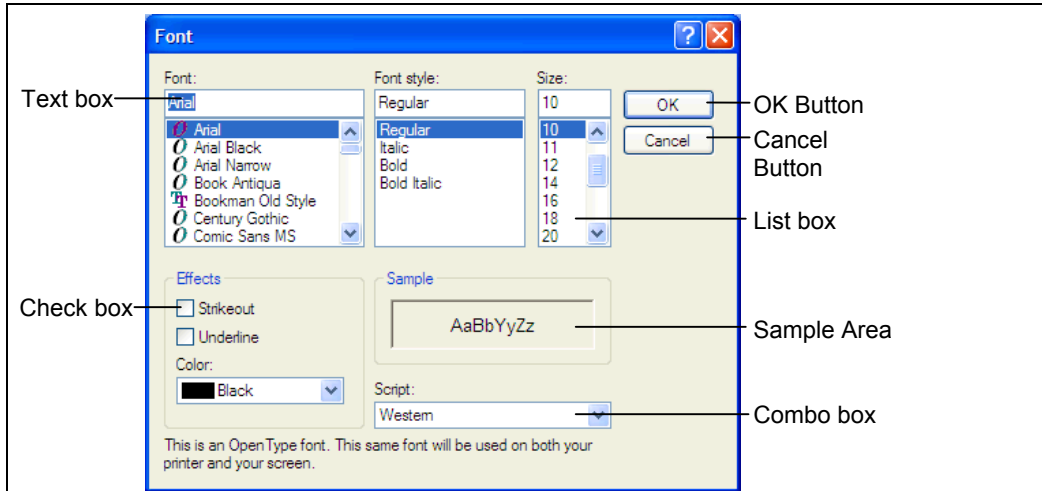 Font
Font:
Font style:
Size:
Text box
Arial
Regular
10
OK
OK Button
Arial
Arial Black
Arial Narrow
Book Antiqua
Bookman Old Style
Century Gothic
Comic Sans MS
Regular
Italic
Bold
Bold Italic
10
11
12
14
16
18
20
Cancel
Cancel
Button
List box
Effects
Check box
Strikeout
Underline
Color:
Black
Sample
AaBbYyZz
Sample Area
Script:
Western
Combo box
This is an OpenType font. This same font will be used on both your
printer and your screen.